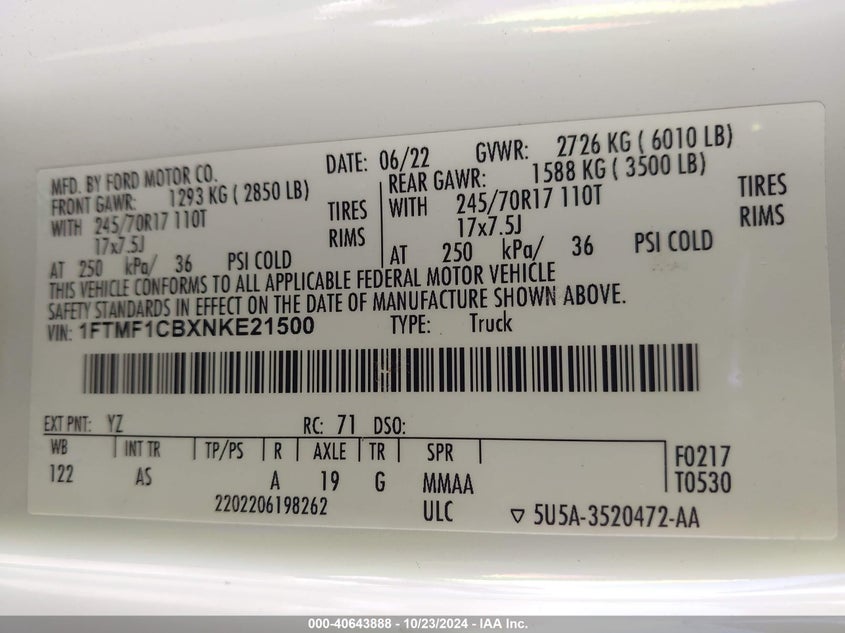 MFD. BY FORD MOTOR CO. DATE: 06/22 GVWR: 2726 KG ( 6010 LB)
FRONT GAWR: 1293 KG ( 2850 LB) REAR GAWR: 1588 KG ( 3500 LB)
WITH 245/70R17 110T TIRES WITH 245/70R17 110T TIRES
17x7.5J RIMS 17x7.5J RIMS
AT 250 kPa/ 36 PSI COLD AT 250 kPa/ 36 PSI COLD
THIS VEHICLE CONFORMS TO ALL APPLICABLE FEDERAL MOTOR VEHICLE
SAFETY STANDARDS IN EFFECT ON THE DATE OF MANUFACTURE SHOWN ABOVE.
VIN: 1FTMF1CBXNKE21500 TYPE: Truck
EXT PNT: YZ RC: 71 DSO:
WB INT TR TP/PS R AXLE TR SPR F0217
122 AS A 19 G MMAA T0530
2202206198262 ULC 5U5A-3520472-AA
000-40643888 - 10/23/2024 - IAA Inc.